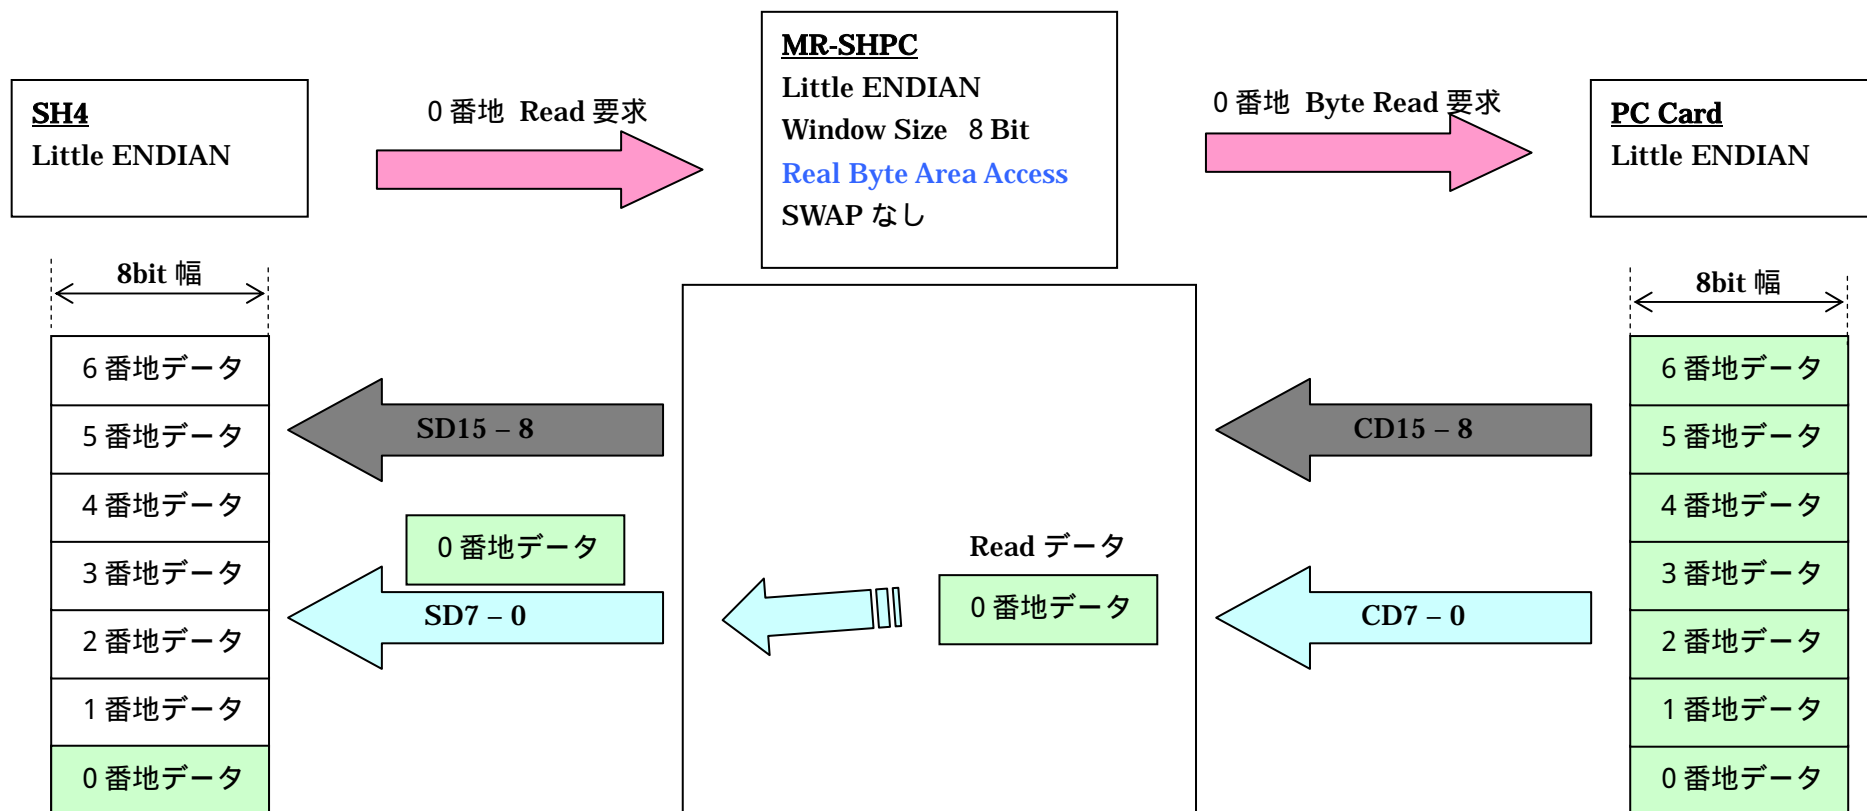 SH4
Little ENDIAN
0 番地 Read 要求
MR-SHPC
Little ENDIAN
Window Size 8 Bit
Real Byte Area Access
SWAP なし
0 番地 Byte Read 要求
PC Card
Little ENDIAN
8bit 幅
6 番地データ
5 番地データ
4 番地データ
3 番地データ
2 番地データ
1 番地データ
0 番地データ
SD15 – 8
0 番地データ
SD7 – 0
Read データ
0 番地データ
CD15 – 8
CD7 – 0
8bit 幅
6 番地データ
5 番地データ
4 番地データ
3 番地データ
2 番地データ
1 番地データ
0 番地データ